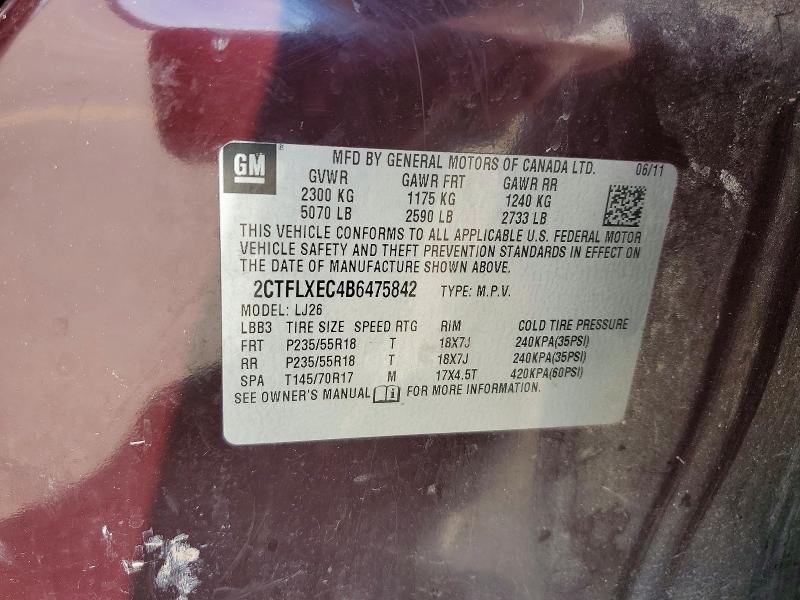 GM MFD BY GENERAL MOTORS OF CANADA LTD. 06/11
GVWR GAWR FRT GAWR RR
2300 KG 1175 KG 1240 KG
5070 LB 2590 LB 2733 LB
THIS VEHICLE CONFORMS TO ALL APPLICABLE U.S. FEDERAL MOTOR
VEHICLE SAFETY AND THEFT PREVENTION STANDARDS IN EFFECT ON
THE DATE OF MANUFACTURE SHOWN ABOVE.
2CTFLXEC4B6475842 TYPE: M.P.V.
MODEL: LJ26
LBB3 TIRE SIZE SPEED RTG RIM COLD TIRE PRESSURE
FRT P235/55R18 T 18X7J 240KPA(35PSI)
RR P235/55R18 T 18X7J 240KPA(35PSI)
SPA T145/70R17 M 17X4.5T 420KPA(60PSI)
SEE OWNER'S MANUAL FOR MORE INFORMATION.